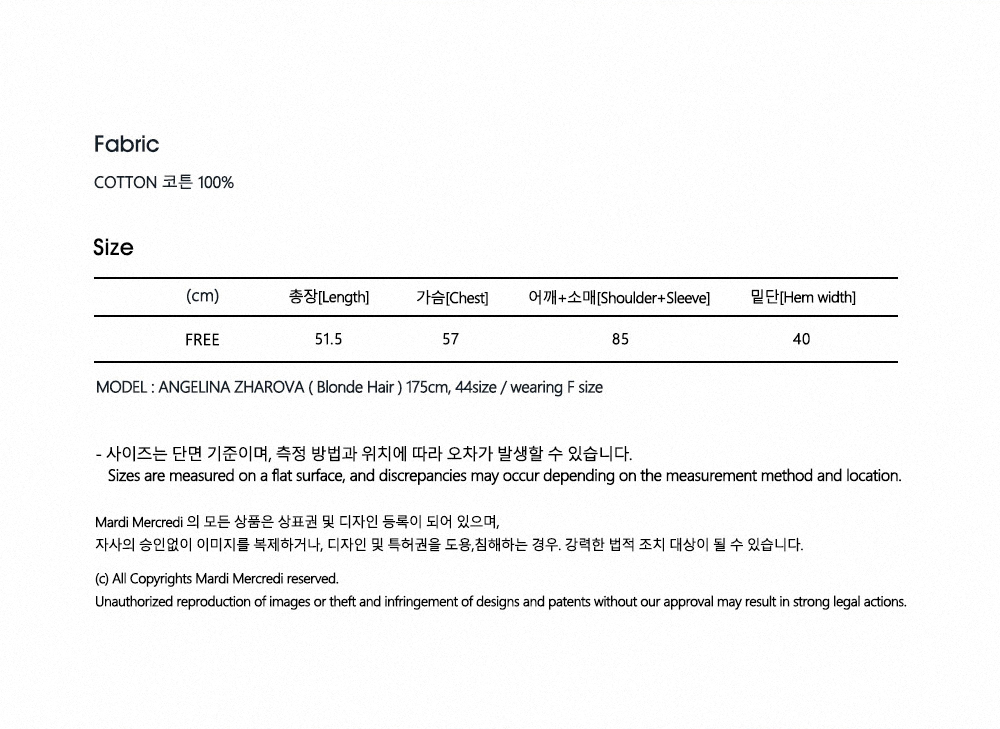 Fabric
COTTON 코튼 100%
Size
(cm) 총장[Length] 가슴[Chest] 어깨+소매[Shoulder+Sleeve] 밑단[Hem width]
FREE 51.5 57 85 40
MODEL : ANGELINA ZHAROVA ( Blonde Hair ) 175cm, 44size / wearing F size
- 사이즈는 단면 기준이며, 측정 방법과 위치에 따라 오차가 발생할 수 있습니다.
Sizes are measured on a flat surface, and discrepancies may occur depending on the measurement method and location.
Mardi Mercredi 의 모든 상품은 상표권 및 디자인 등록이 되어 있으며,
자사의 승인없이 이미지를 복제하거나, 디자인 및 특허권을 도용,침해하는 경우. 강력한 법적 조치 대상이 될 수 있습니다.
(c) All Copyrights Mardi Mercredi reserved.
Unauthorized reproduction of images or theft and infringement of designs and patents without our approval may result in strong legal actions.